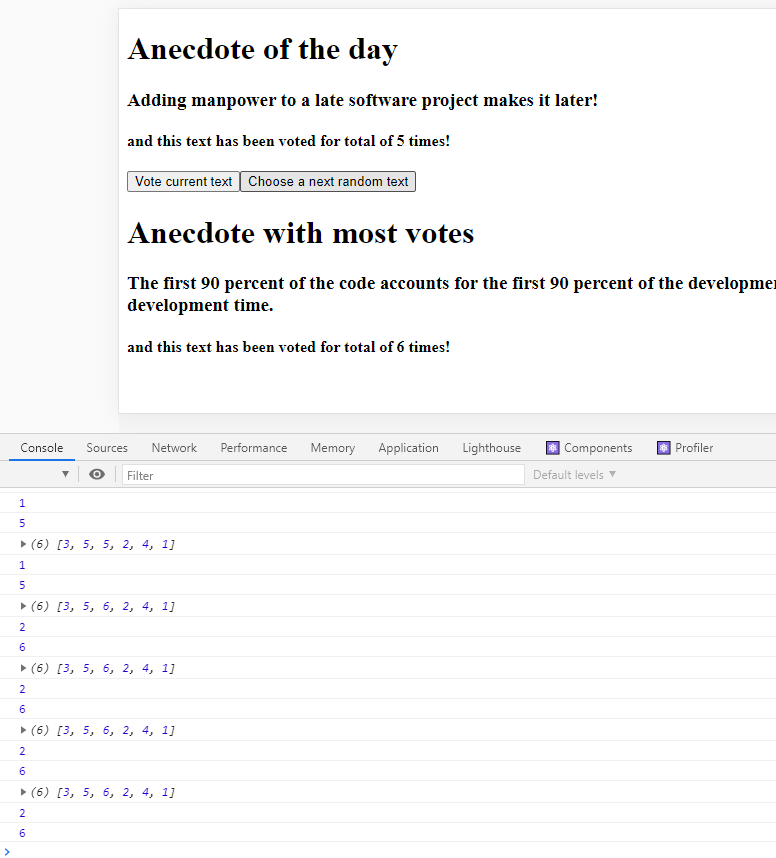 Anecdote of the day
Adding manpower to a late software project makes it later!
and this text has been voted for total of 5 times!
Vote current text Choose a next random text
Anecdote with most votes
The first 90 percent of the code accounts for the first 90 percent of the
development time.
and this text has been voted for total of 6 times!
Console Sources Network Performance Memory Application Lighthouse Components Profiler
Filter Default levels ▼
1
5
(6) [3, 5, 5, 2, 4, 1]
1
5
(6) [3, 5, 6, 2, 4, 1]
2
6
(6) [3, 5, 6, 2, 4, 1]
2
6
(6) [3, 5, 6, 2, 4, 1]
2
6
(6) [3, 5, 6, 2, 4, 1]
2
6